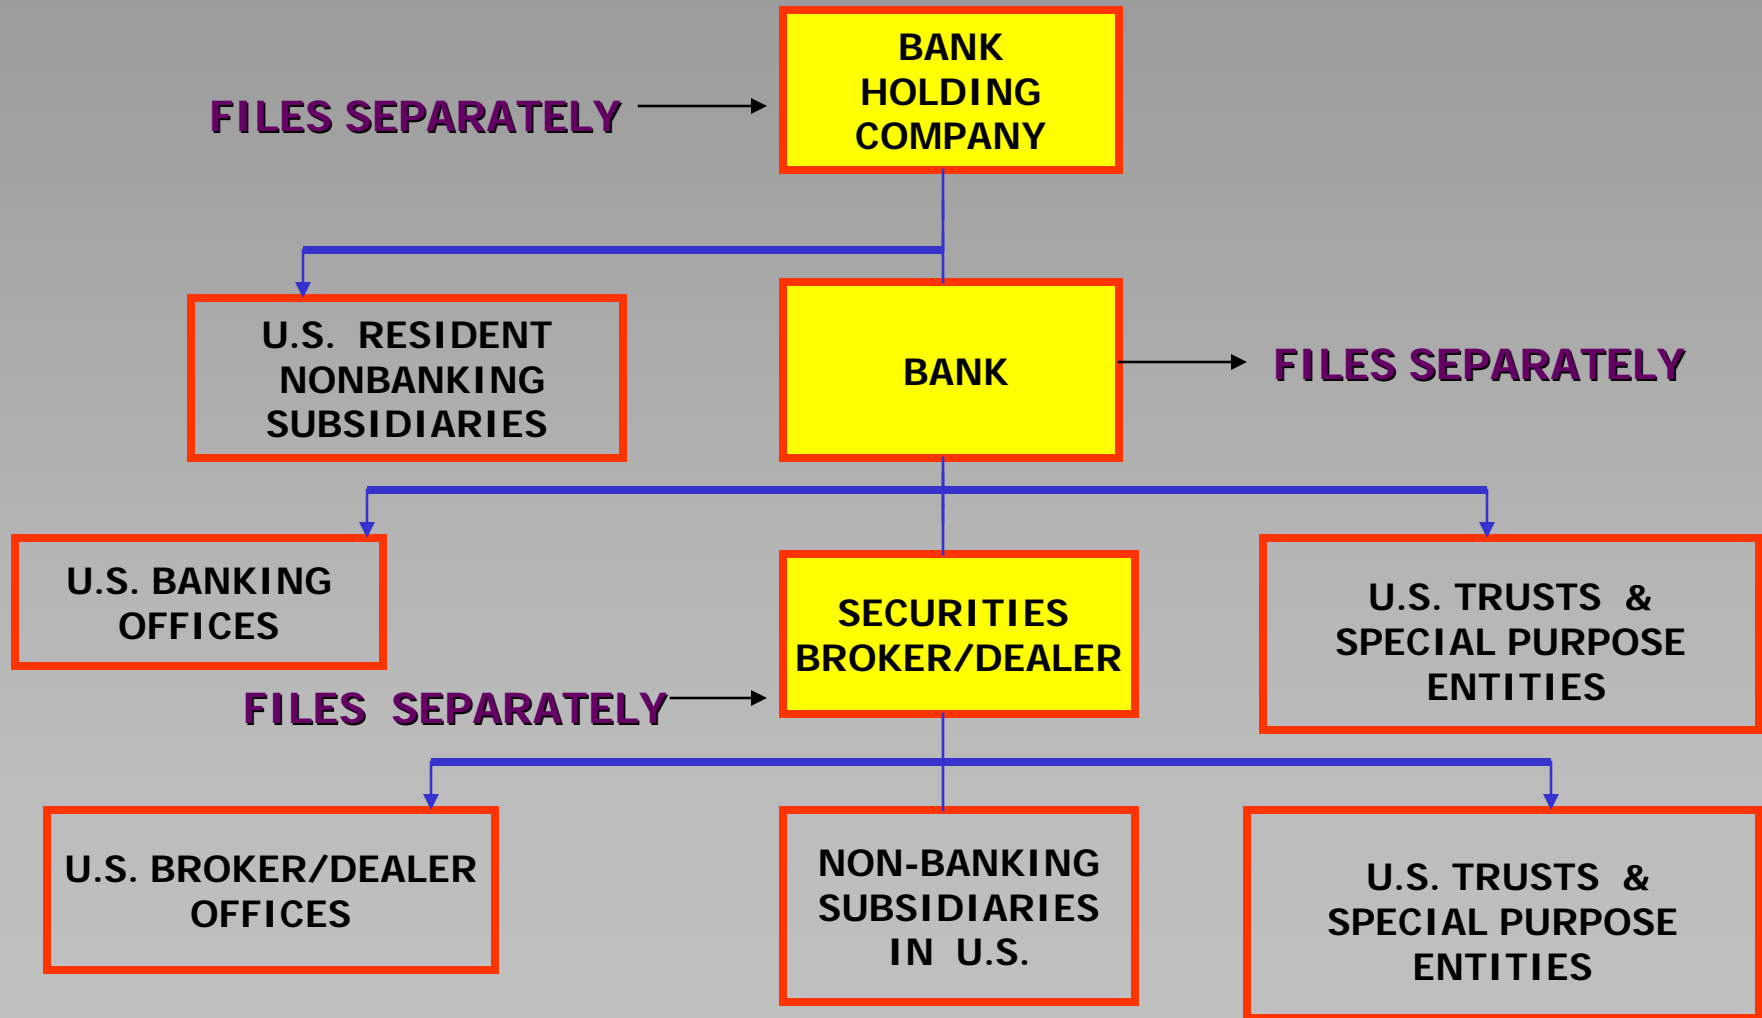 BANK
HOLDING
COMPANY
FILES SEPARATELY
U.S. RESIDENT
NONBANKING
SUBSIDIARIES
BANK
FILES SEPARATELY
U.S. BANKING
OFFICES
SECURITIES
BROKER/DEALER
U.S. TRUSTS &
SPECIAL PURPOSE
ENTITIES
FILES SEPARATELY
U.S. BROKER/DEALER
OFFICES
NON-BANKING
SUBSIDIARIES
IN U.S.
U.S. TRUSTS &
SPECIAL PURPOSE
ENTITIES